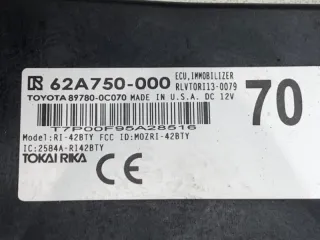 62A750-000 ECU, IMMOBILIZER
RLVTORI13-0079
TOYOTA 89780-0C070 MADE IN U.S.A. DC 12V
70
T7P00F95A28516
Model:RI-42BTY FCC ID:MOZRI-42BTY
IC:2584A-RI42BTY
TOKAI RIKA CE